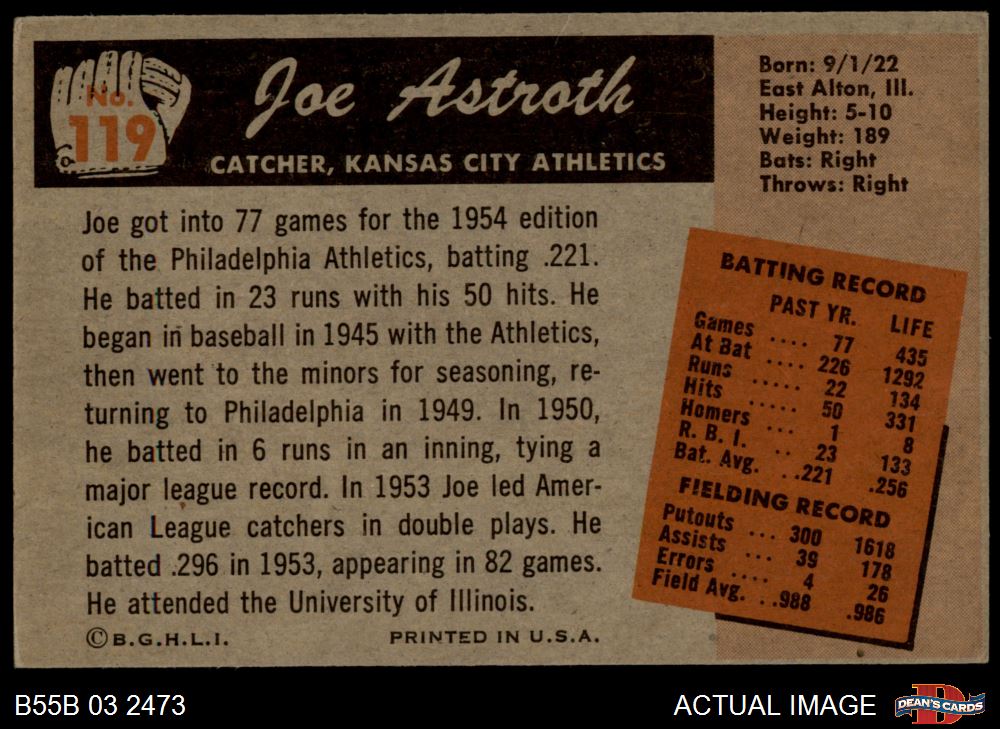 No.
119
Joe Astroth
CATCHER, KANSAS CITY ATHLETICS
Born: 9/1/22
East Alton, Ill.
Height: 5-10
Weight: 189
Bats: Right
Throws: Right
Joe got into 77 games for the 1954 edition
of the Philadelphia Athletics, batting .221.
He batted in 23 runs with his 50 hits. He
began in baseball in 1945 with the Athletics,
then went to the minors for seasoning, re-
turning to Philadelphia in 1949. In 1950,
he batted in 6 runs in an inning, tying a
major league record. In 1953 Joe led Amer-
ican League catchers in double plays. He
batted .296 in 1953, appearing in 82 games.
He attended the University of Illinois.
©B.G.H.L.I. PRINTED IN U.S.A.
BATTING RECORD
PAST YR. LIFE
Games .... 77 435
At Bat .... 226 1292
Runs ..... 22 134
Hits ..... 50 331
Homers ... 1 8
R. B. I. .. 23 133
Bat. Avg. ..221 .256
FIELDING RECORD
Putouts ... 300 1618
Assists ... 39 178
Errors .... 4 26
Field Avg. ..988 .986
B55B 03 2473 ACTUAL IMAGE
D
DEAN'S CARDS